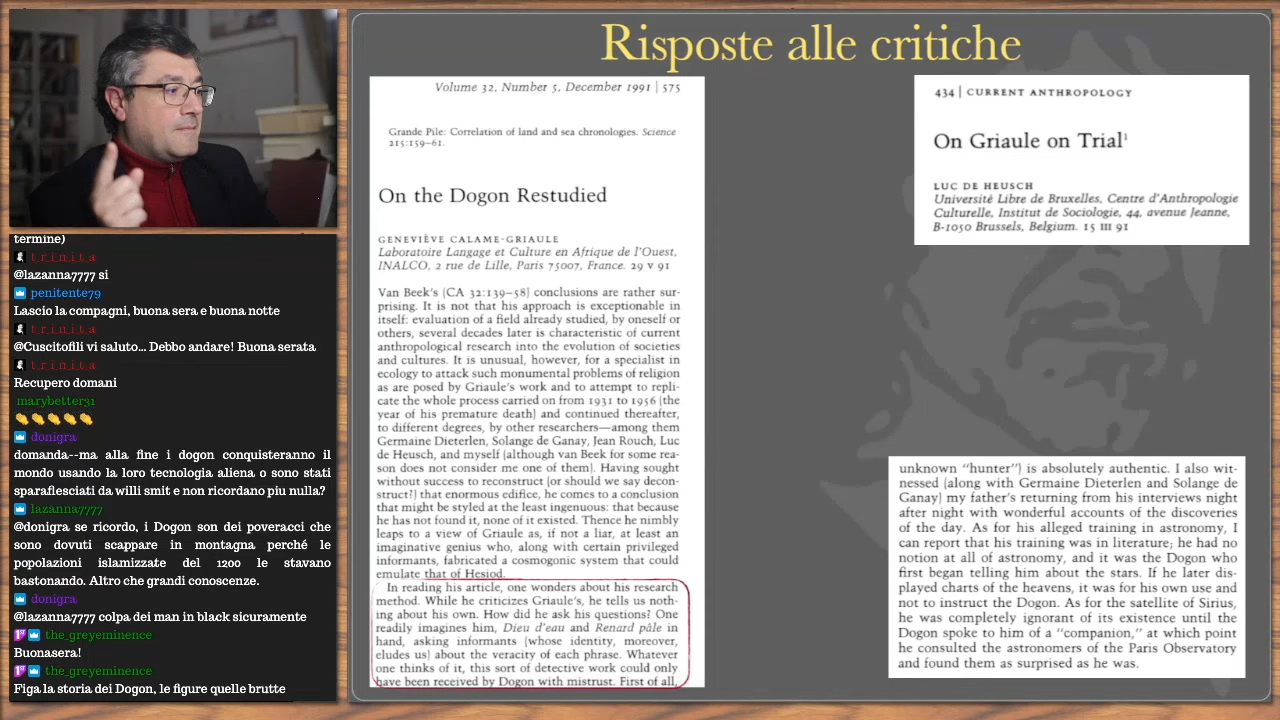 Risposte alle critiche
Volume 32, Number 5, December 1991 | 575
Grande Pile: Correlation of land and sea chronologies. Science
215:159–61.
On the Dogon Restudied
GENEVIÈVE CALAME-GRIAULE
Laboratoire Langage et Culture en Afrique de l'Ouest,
INALCO, 2 rue de Lille, Paris 75007, France. 29 V 91
Van Beek's (CA 32:139–58) conclusions are rather sur-
prising. It is not that his approach is exceptionable in
itself: evaluation of a field already studied, by oneself or
others, several decades later is characteristic of current
anthropological research into the evolution of societies
and cultures. It is unusual, however, for a specialist in
ecology to attack such monumental problems of religion
as are posed by Griaule's work and to attempt to repli-
cate the whole process carried on from 1931 to 1956 (the
year of his premature death) and continued thereafter,
to different degrees, by other researchers—among them
Germaine Dieterlen, Solange de Ganay, Jean Rouch, Luc
de Heusch, and myself (although van Beek for some rea-
son does not consider me one of them). Having sought
without success to reconstruct (or should we say decon-
struct?) that enormous edifice, he comes to a conclusion
that might be styled at the least ingenuous: that because
he has not found it, none of it existed. Thence he nimbly
leaps to a view of Griaule as, if not a liar, at least an
imaginative genius who, along with certain privileged
informants, fabricated a cosmogonic system that could
emulate that of Hesiod.
In reading his article, one wonders about his research
method. While he criticizes Griaule's, he tells us noth-
ing about his own. How did he ask his questions? One
readily imagines him, Dieu d'eau and Renard pâle in
hand, asking informants (whose identity, moreover,
eludes us) about the veracity of each phrase. Whatever
one thinks of it, this sort of detective work could only
have been received by Dogon with mistrust. First of all,
434 | CURRENT ANTHROPOLOGY
On Griaule on Trial¹
LUC DE HEUSCH
Université Libre de Bruxelles, Centre d'Anthropologie
Culturelle, Institut de Sociologie, 44, avenue Jeanne,
B-1050 Brussels, Belgium. 15 III 91
unknown "hunter") is absolutely authentic. I also wit-
nessed (along with Germaine Dieterlen and Solange de
Ganay) my father's returning from his interviews night
after night with wonderful accounts of the discoveries
of the day. As for his alleged training in astronomy, I
can report that his training was in literature; he had no
notion at all of astronomy, and it was the Dogon who
first began telling him about the stars. If he later dis-
played charts of the heavens, it was for his own use and
not to instruct the Dogon. As for the satellite of Sirius,
he was completely ignorant of its existence until the
Dogon spoke to him of a "companion," at which point
he consulted the astronomers of the Paris Observatory
and found them as surprised as he was.
termine)
t_r_i_n_i_t_a
@lazanna7777 si
penitente79
Lascio la compagni, buona sera e buona notte
t_r_i_n_i_t_a
@Cuscitofili vi saluto... Debbo andare! Buona serata
t_r_i_n_i_t_a
Recupero domani
marybetter31
👏👏👏👏👏
donigra
domanda--ma alla fine i dogon conquisteranno il
mondo usando la loro tecnologia aliena o sono stati
sparaflesciati da willi smit e non ricordano piu nulla?
lazanna7777
@donigra se ricordo, i Dogon son dei poveracci che
sono dovuti scappare in montagna perché le
popolazioni islamizzate del 1200 le stavano
bastonando. Altro che grandi conoscenze.
donigra
@lazanna7777 colpa dei man in black sicuramente
the_greyeminence
Buonasera!
the_greyeminence
Figa la storia dei Dogon, le figure quelle brutte